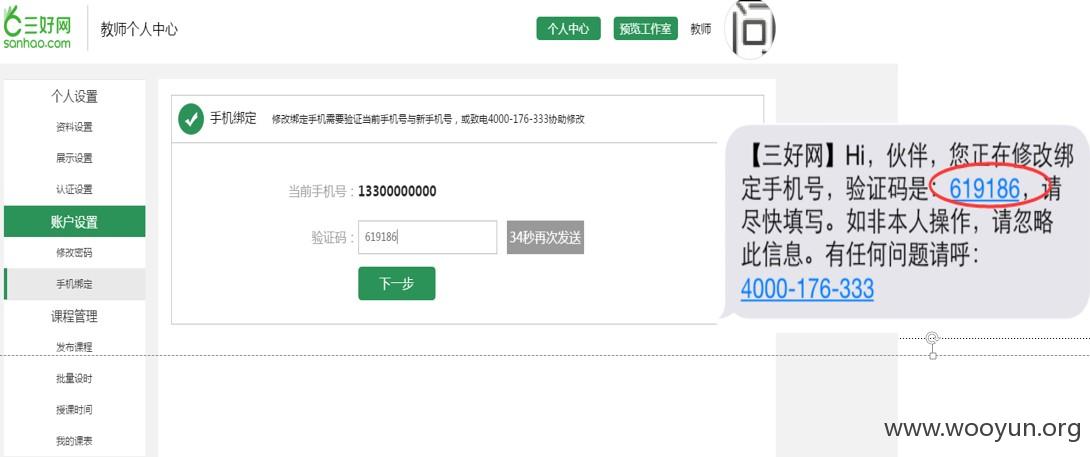 三好网
sanhao.com
教师个人中心
个人中心
预览工作室
教师
问
个人设置
资料设置
展示设置
认证设置
账户设置
修改密码
手机绑定
课程管理
发布课程
批量设时
授课时间
我的课表
手机绑定 修改绑定手机需要验证当前手机号与新手机号，或致电4000-176-333协助修改
当前手机号：13300000000
验证码：619186
34秒再次发送
下一步
【三好网】Hi，伙伴，您正在修改绑
定手机号，验证码是：619186，请
尽快填写。如非本人操作，请忽略
此信息。有任何问题请呼：
4000-176-333
www.wooyun.org